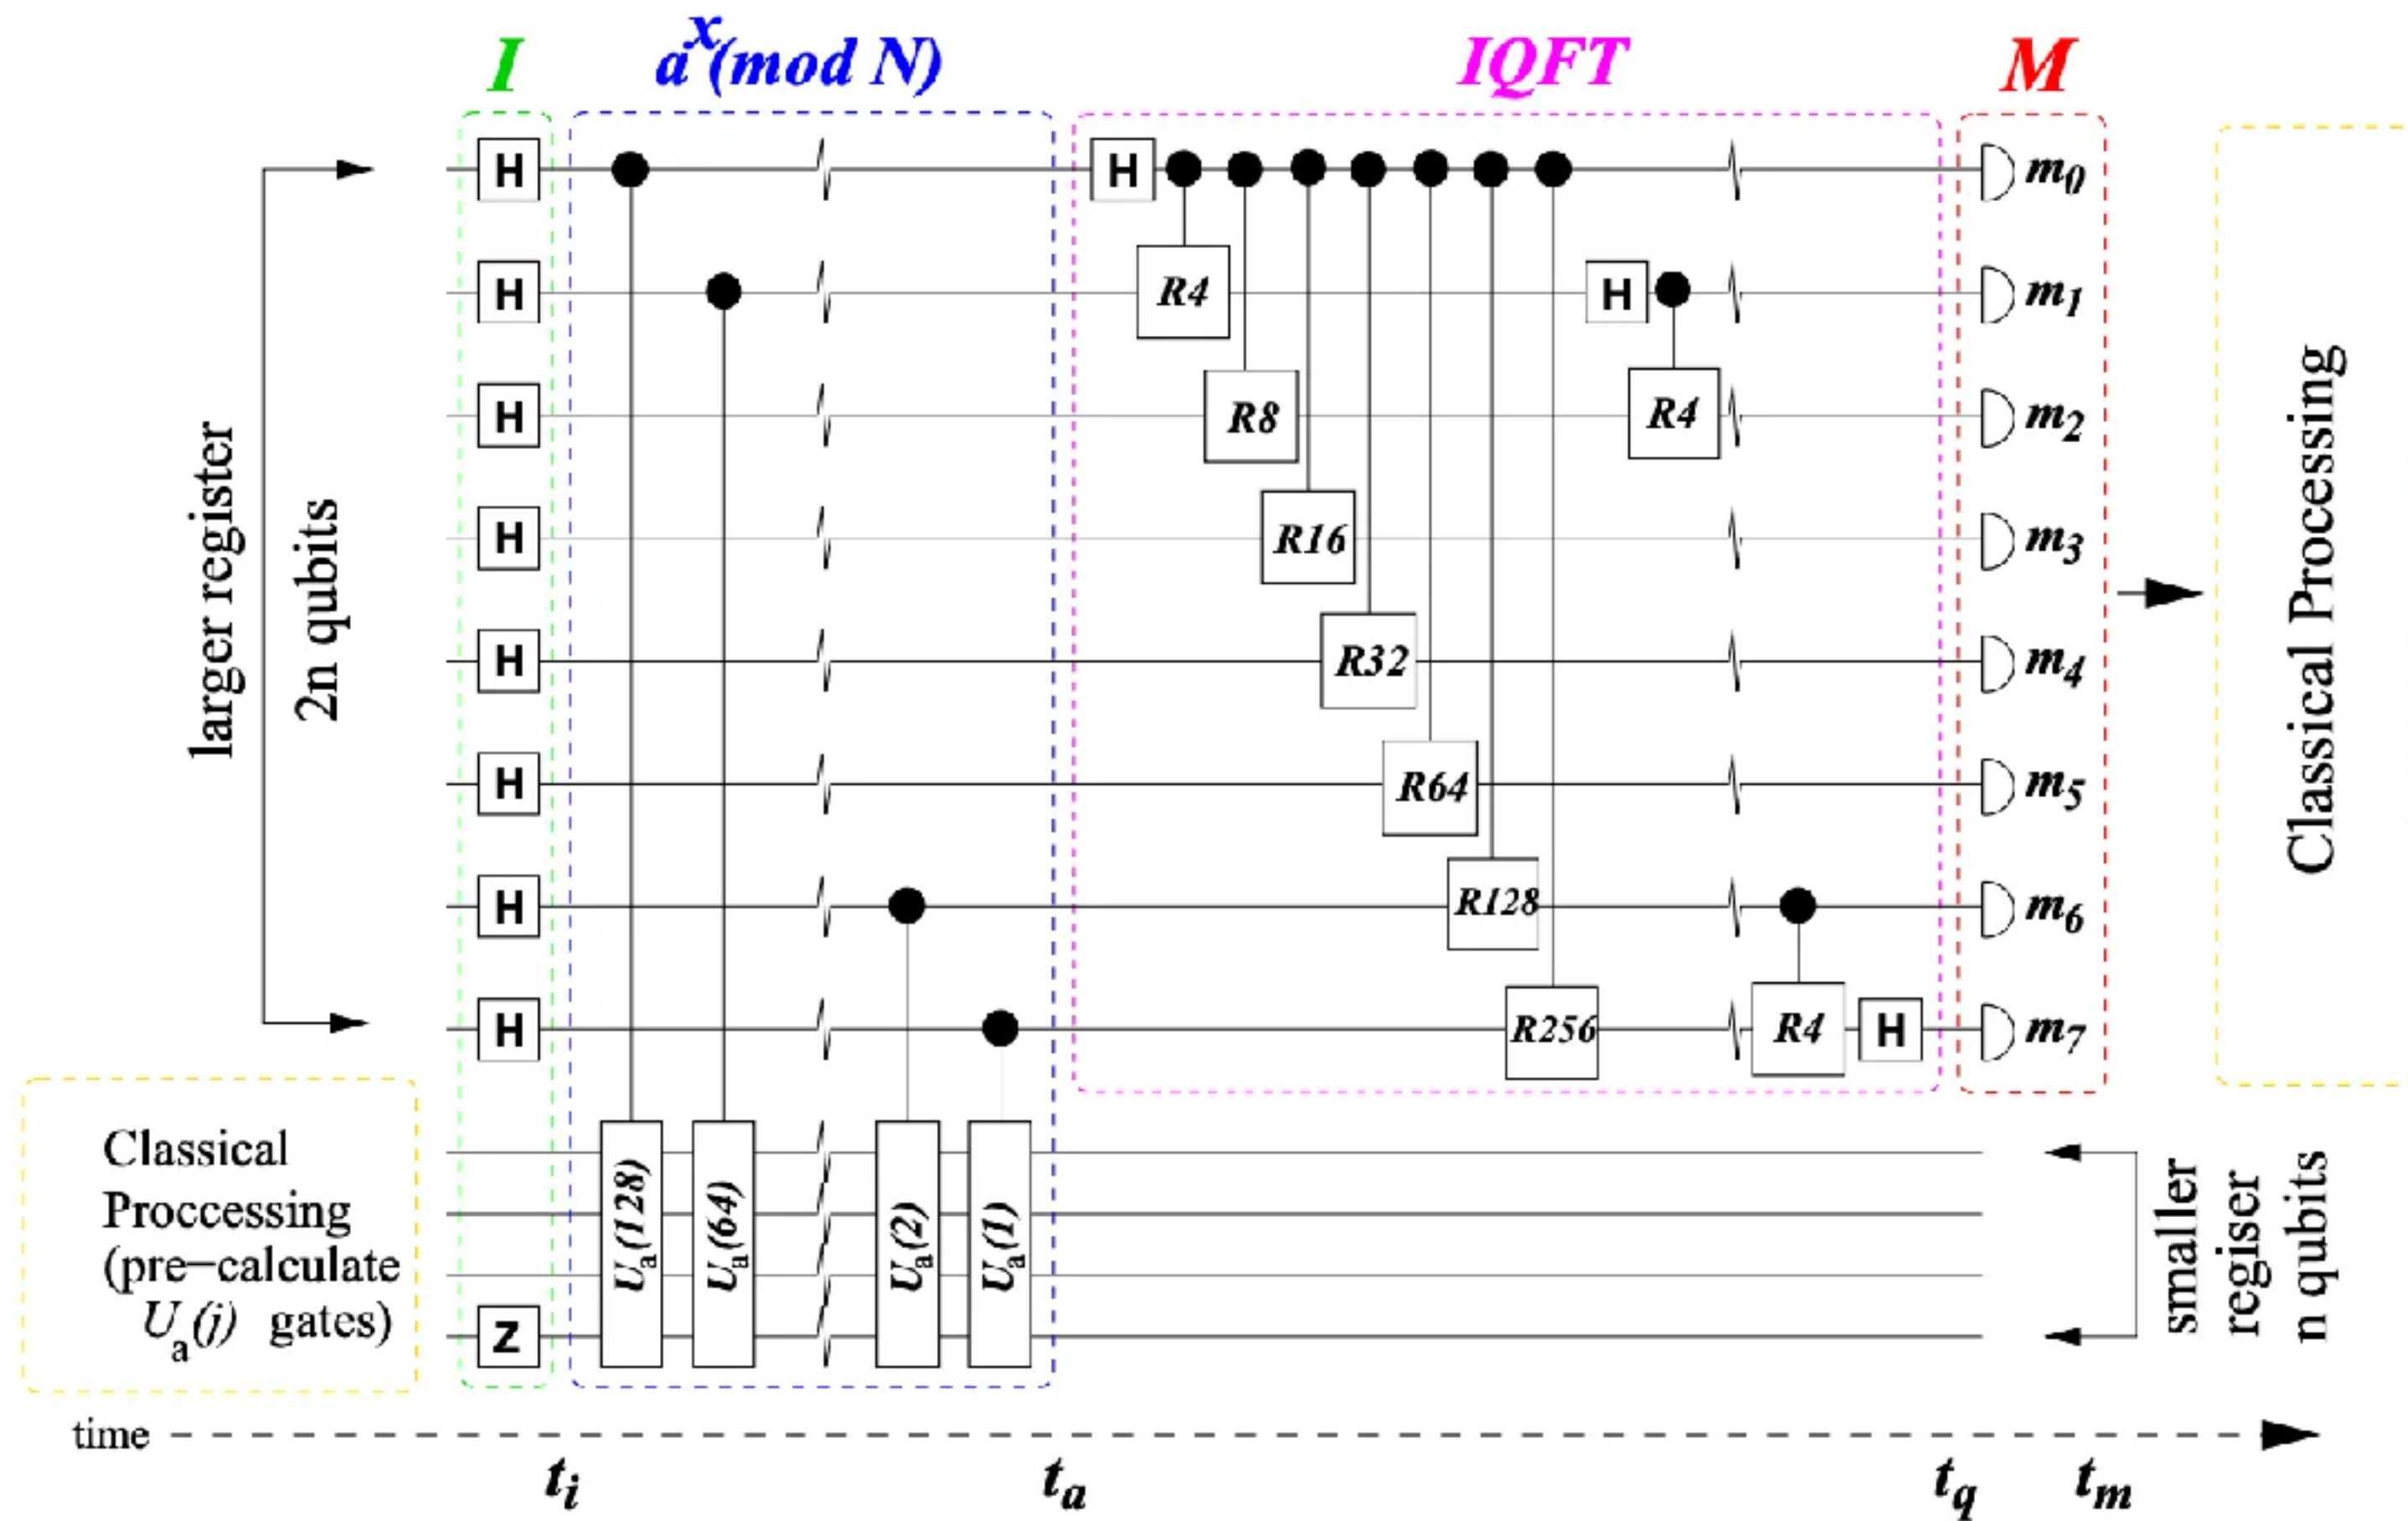 I
a^x(mod N)
IQFT
M
H
H
m0
H
R4
H
m1
H
R8
R4
m2
H
R16
m3
H
R32
m4
H
R64
m5
H
R128
m6
H
R256
R4
H
m7
larger register
2n qubits
Classical Processing
Classical
Proccessing
(pre-calculate
Ua(j) gates)
Z
Ua(128)
Ua(64)
Ua(2)
Ua(1)
smaller
regiser
n qubits
time
ti
ta
tq
tm